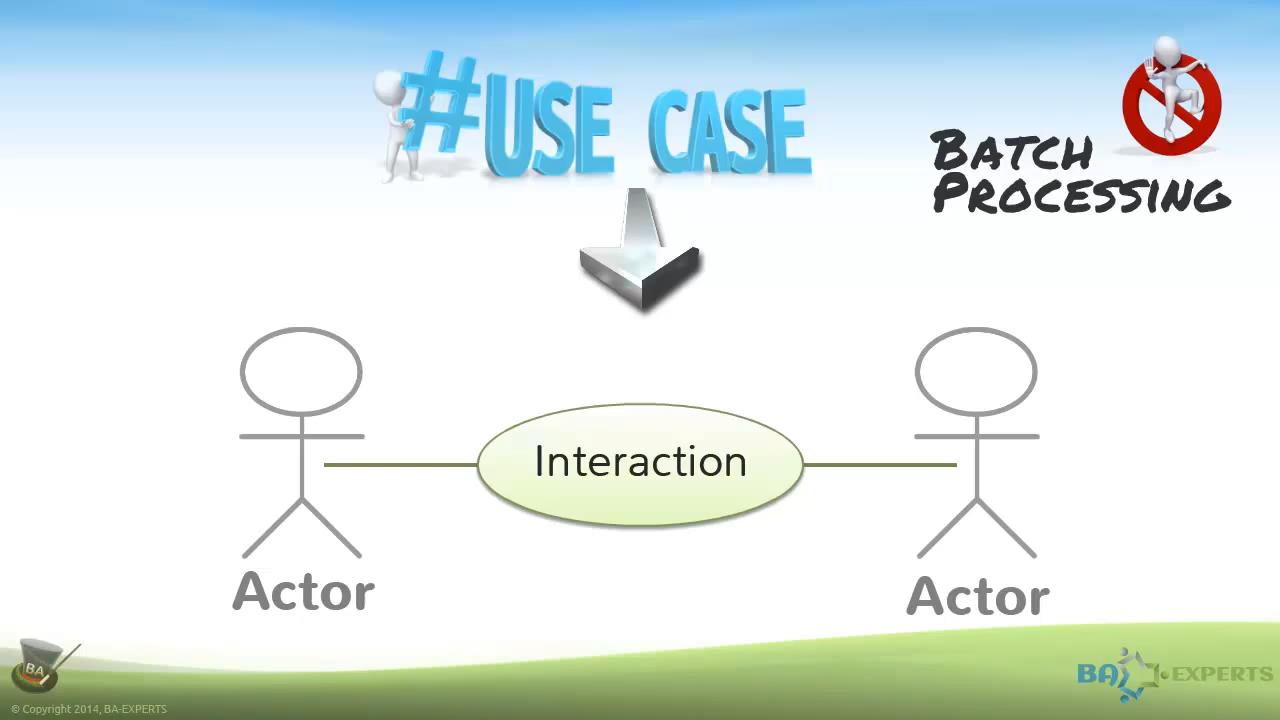 #USE CASE
BATCH
PROCESSING
Interaction
Actor
Actor
BA
BA EXPERTS
© Copyright 2014, BA-EXPERTS